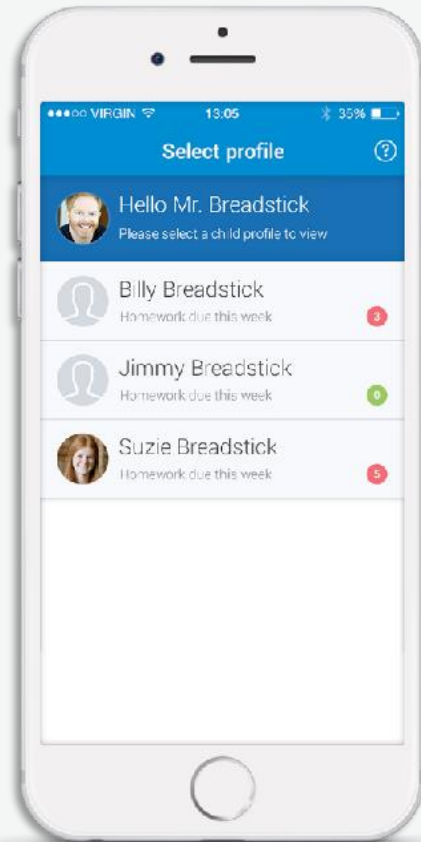 VIRGIN 13:05 35%
Select profile ?
Hello Mr. Breadstick
Please select a child profile to view
Billy Breadstick
Homework due this week 3
Jimmy Breadstick
Homework due this week 0
Suzie Breadstick
Homework due this week 5